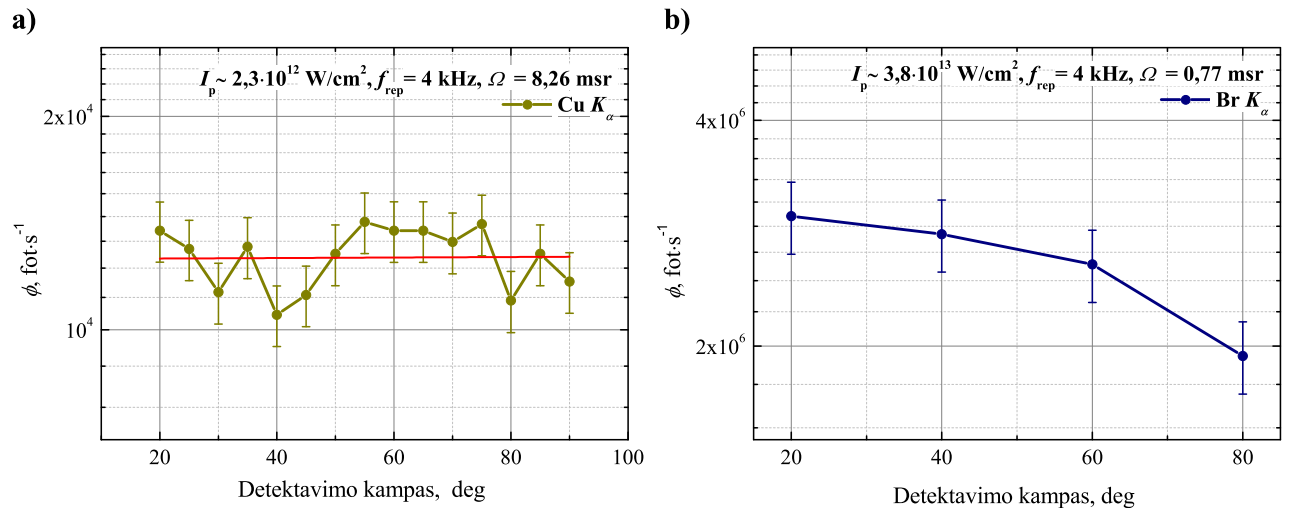 a)
I_p ~ 2,3·10^12 W/cm^2, f_rep = 4 kHz, Ω = 8,26 msr
Cu K_α
2x10^4
10^4
ϕ, fot·s^-1
20 40 60 80 100
Detektavimo kampas, deg
b)
I_p ~ 3,8·10^13 W/cm^2, f_rep = 4 kHz, Ω = 0,77 msr
Br K_α
4x10^6
2x10^6
ϕ, fot·s^-1
20 40 60 80
Detektavimo kampas, deg